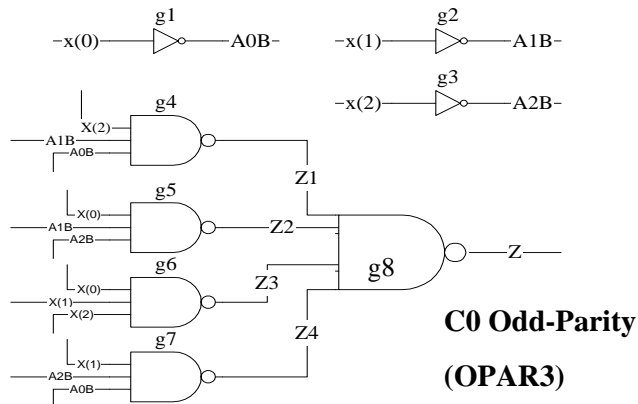 g1
x(0)
A0B
g2
x(1)
A1B
g3
x(2)
A2B
g4
X(2)
A1B
A0B
Z1
g5
X(0)
A1B
A2B
Z2
g6
X(0)
X(1)
X(2)
Z3
g7
X(1)
A2B
A0B
Z4
g8
Z
C0 Odd-Parity
(OPAR3)